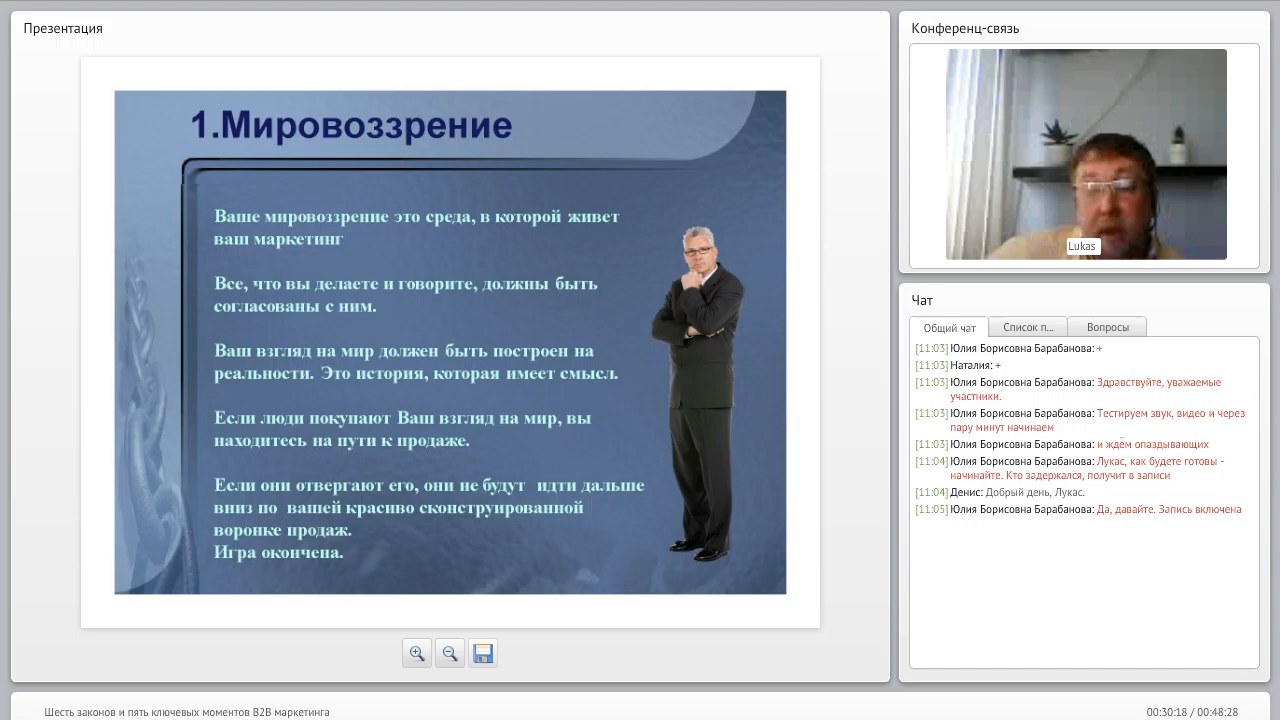 Презентация
1.Мировоззрение
Ваше мировоззрение это среда, в которой живет
ваш маркетинг
Все, что вы делаете и говорите, должны быть
согласованы с ним.
Ваш взгляд на мир должен быть построен на
реальности. Это история, которая имеет смысл.
Если люди покупают Ваш взгляд на мир, вы
находитесь на пути к продаже.
Если они отвергают его, они не будут идти дальше
вниз по вашей красиво сконструированной
воронке продаж.
Игра окончена.
Конференц-связь
Lukas
Чат
Общий чат
Список п...
Вопросы
[11:03] Юлия Борисовна Барабанова: +
[11:03] Наталия: +
[11:03] Юлия Борисовна Барабанова: Здравствуйте, уважаемые
участники.
[11:03] Юлия Борисовна Барабанова: Тестируем звук, видео и через
пару минут начинаем
[11:03] Юлия Борисовна Барабанова: и ждём опаздывающих
[11:04] Юлия Борисовна Барабанова: Лукас, как будете готовы -
начинайте. Кто задержался, получит в записи
[11:04] Денис: Добрый день, Лукас.
[11:05] Юлия Борисовна Барабанова: Да, давайте. Запись включена
Шесть законов и пять ключевых моментов B2B маркетинга
00:30:18 / 00:48:28